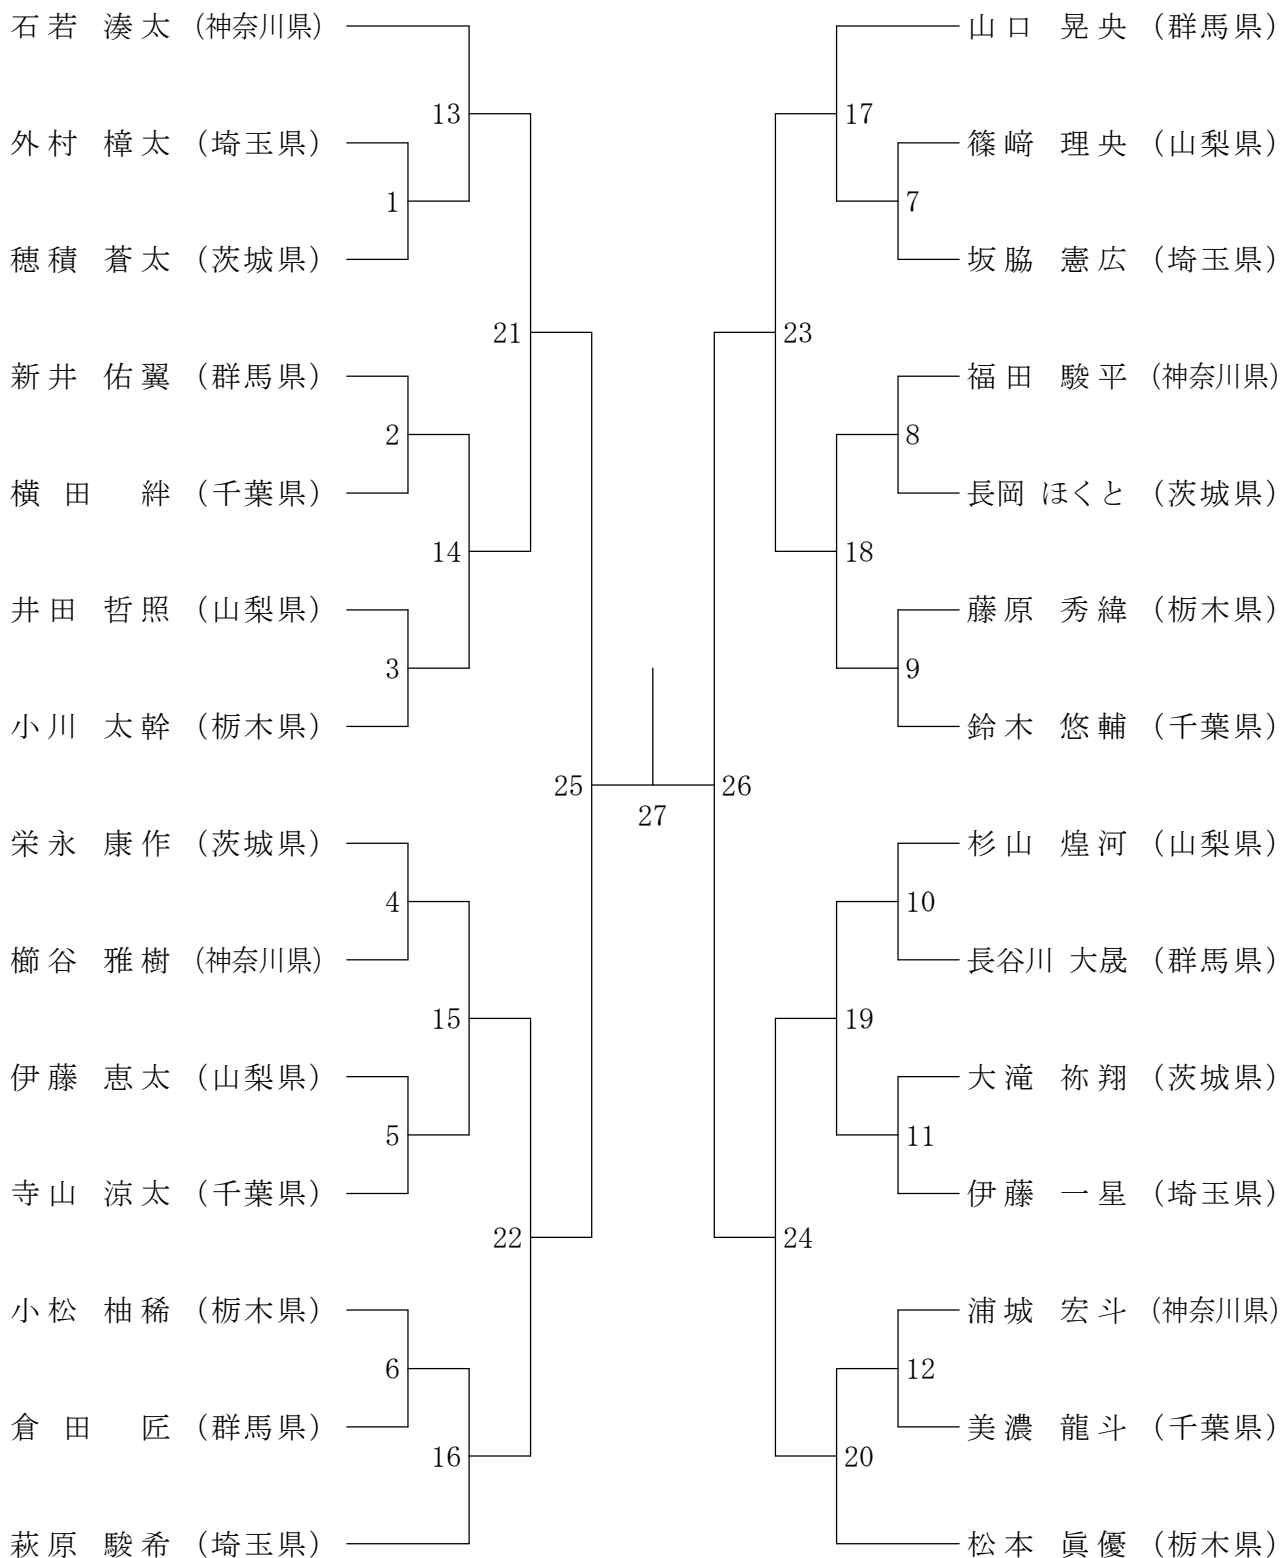 石若 湊太 (神奈川県)
13
外村 樟太 (埼玉県)
1
穂積 蒼太 (茨城県)
21
新井 佑翼 (群馬県)
2
横田 絆 (千葉県)
14
井田 哲照 (山梨県)
3
小川 太幹 (栃木県)
25
栄永 康作 (茨城県)
4
櫛谷 雅樹 (神奈川県)
15
伊藤 恵太 (山梨県)
5
寺山 涼太 (千葉県)
22
小松 柚稀 (栃木県)
6
倉田 匠 (群馬県)
16
萩原 駿希 (埼玉県)
27
山口 晃央 (群馬県)
17
篠﨑 理央 (山梨県)
7
坂脇 憲広 (埼玉県)
23
福田 駿平 (神奈川県)
8
長岡 ほくと (茨城県)
18
藤原 秀緯 (栃木県)
9
鈴木 悠輔 (千葉県)
26
杉山 煌河 (山梨県)
10
長谷川 大晟 (群馬県)
19
大滝 祢翔 (茨城県)
11
伊藤 一星 (埼玉県)
24
浦城 宏斗 (神奈川県)
12
美濃 龍斗 (千葉県)
20
松本 眞優 (栃木県)